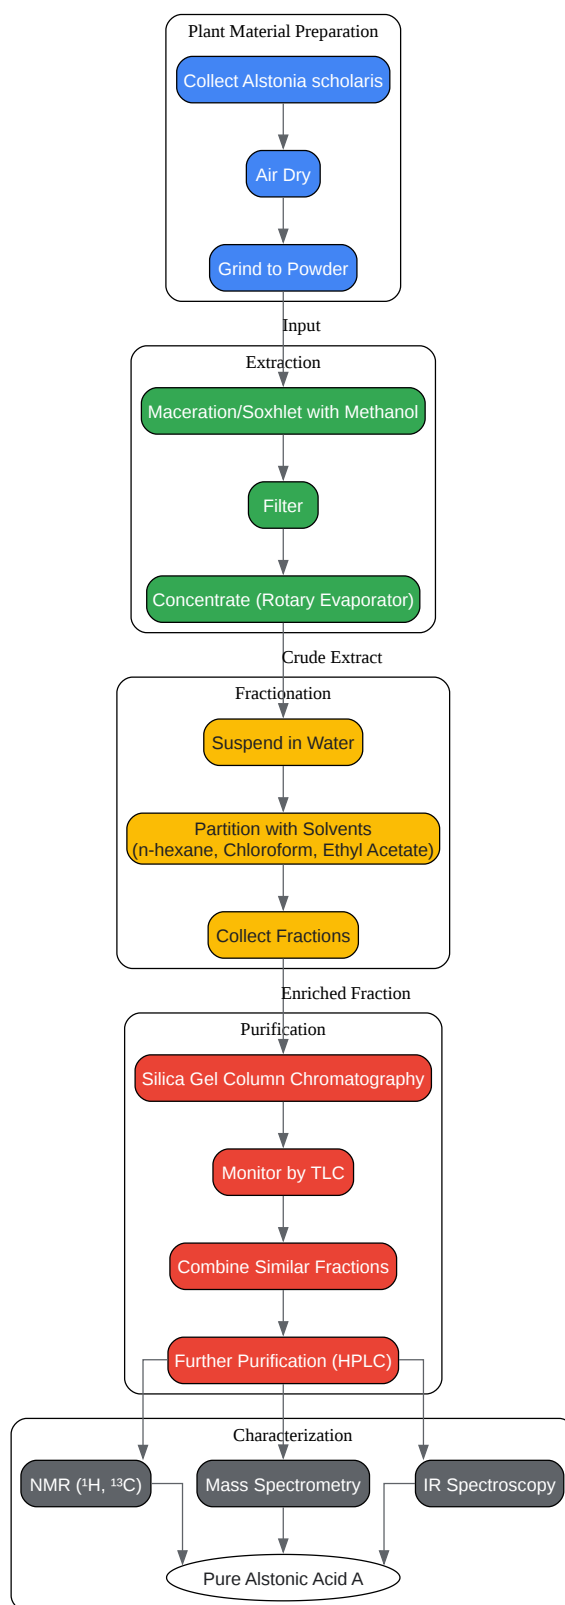 Plant Material Preparation
Collect Alstonia scholaris
Air Dry
Grind to Powder
Input
Extraction
Maceration/Soxhlet with Methanol
Filter
Concentrate (Rotary Evaporator)
Crude Extract
Fractionation
Suspend in Water
Partition with Solvents
(n-hexane, Chloroform, Ethyl Acetate)
Collect Fractions
Enriched Fraction
Purification
Silica Gel Column Chromatography
Monitor by TLC
Combine Similar Fractions
Further Purification (HPLC)
Characterization
NMR (¹H, ¹³C)
Mass Spectrometry
IR Spectroscopy
Pure Alstonic Acid A